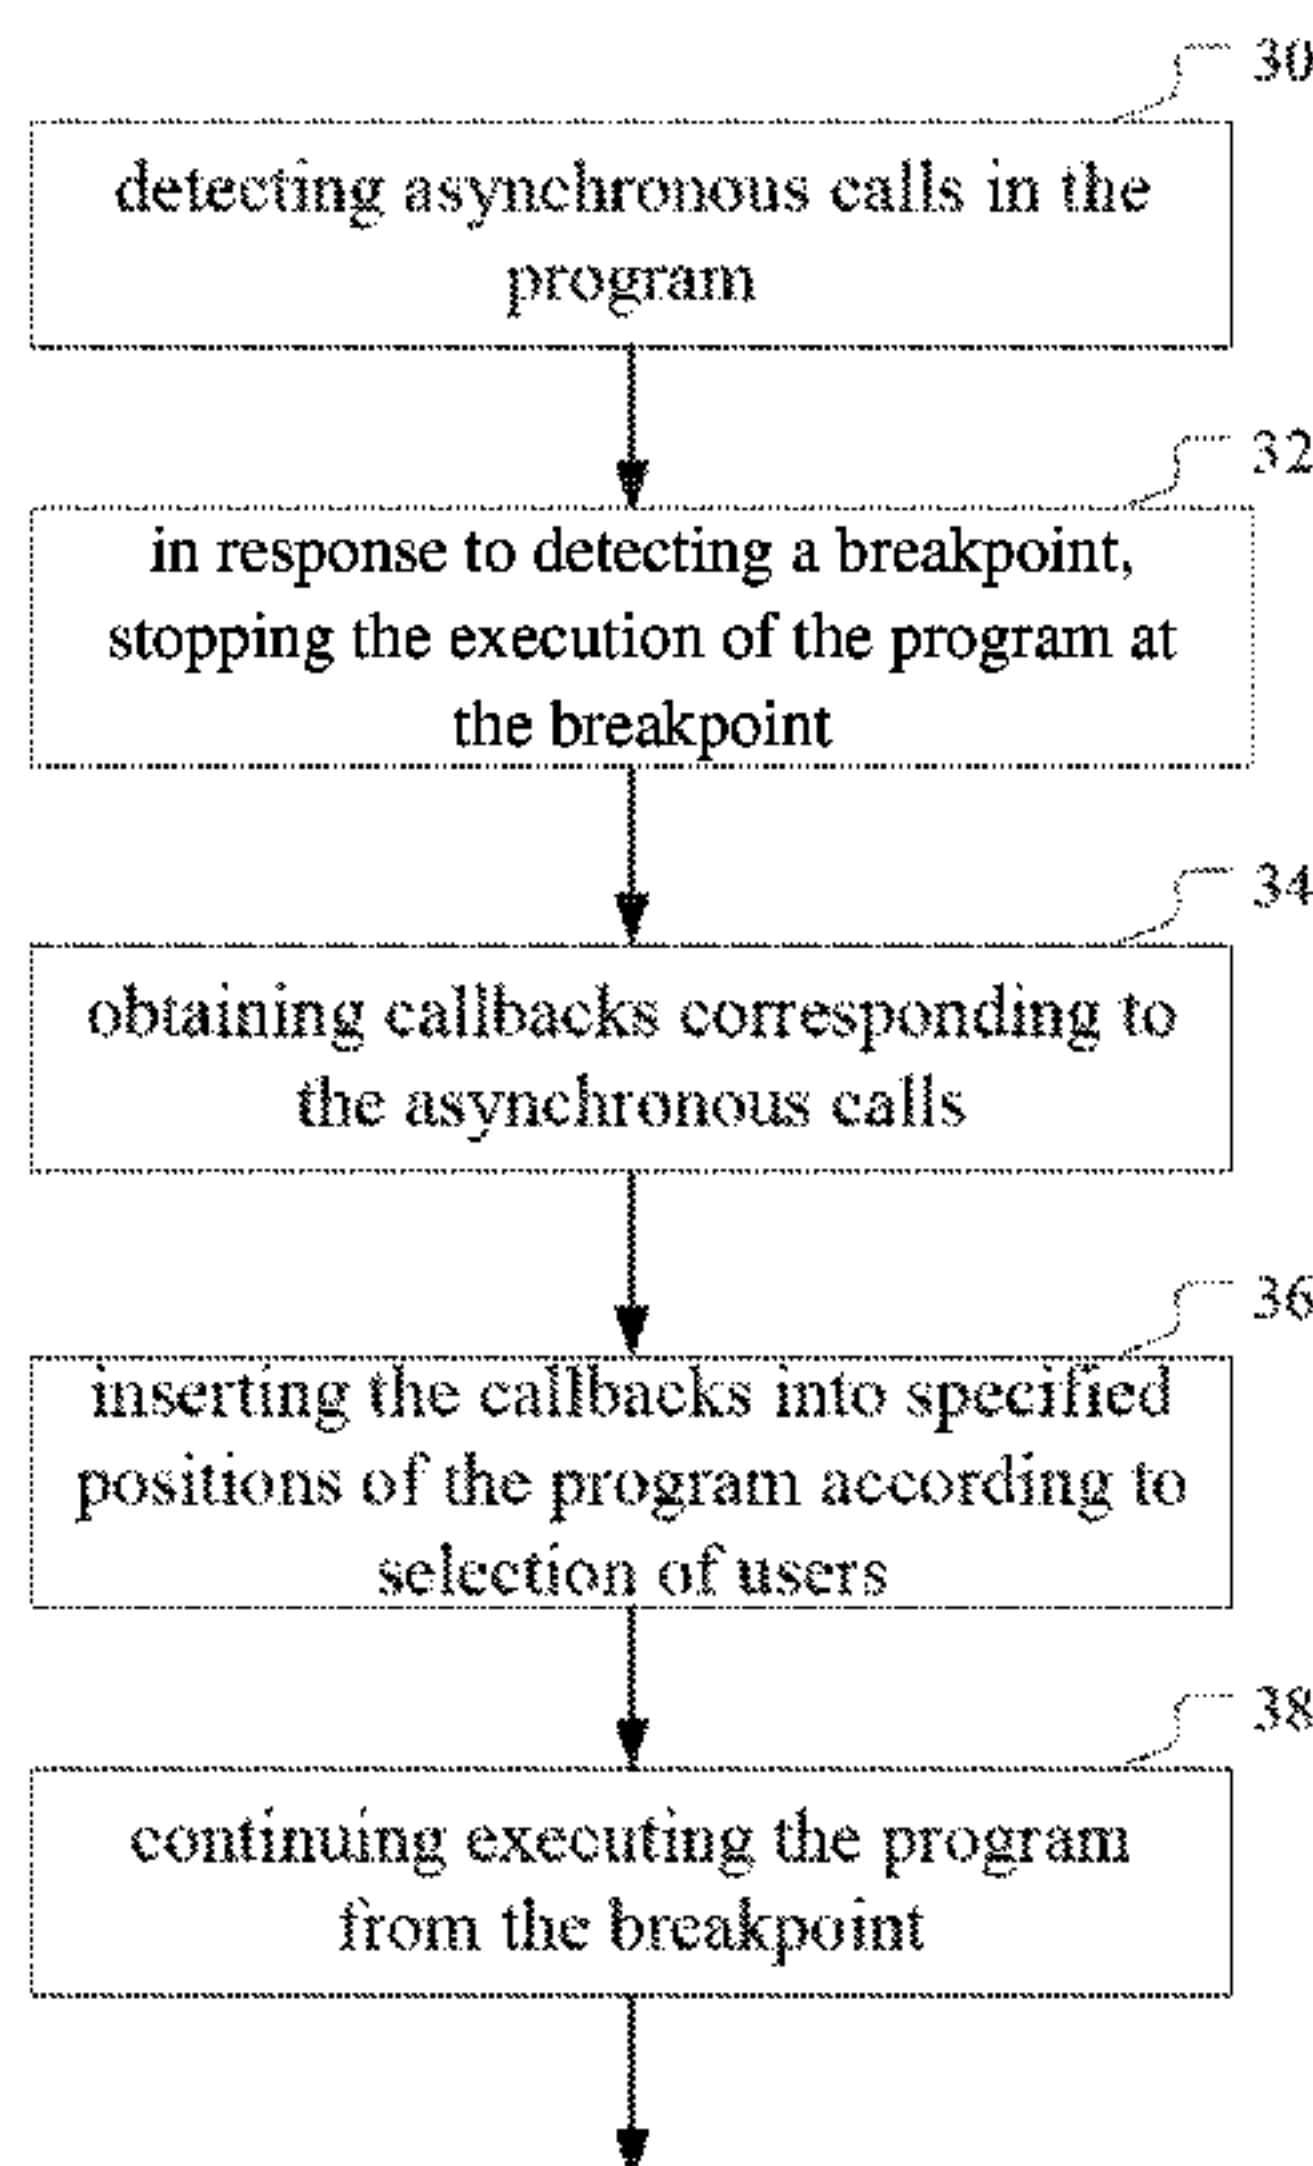 30
detecting asynchronous calls in the
program
32
in response to detecting a breakpoint,
stopping the execution of the program at
the breakpoint
34
obtaining callbacks corresponding to
the asynchronous calls
36
inserting the callbacks into specified
positions of the program according to
selection of users
38
continuing executing the program
from the breakpoint